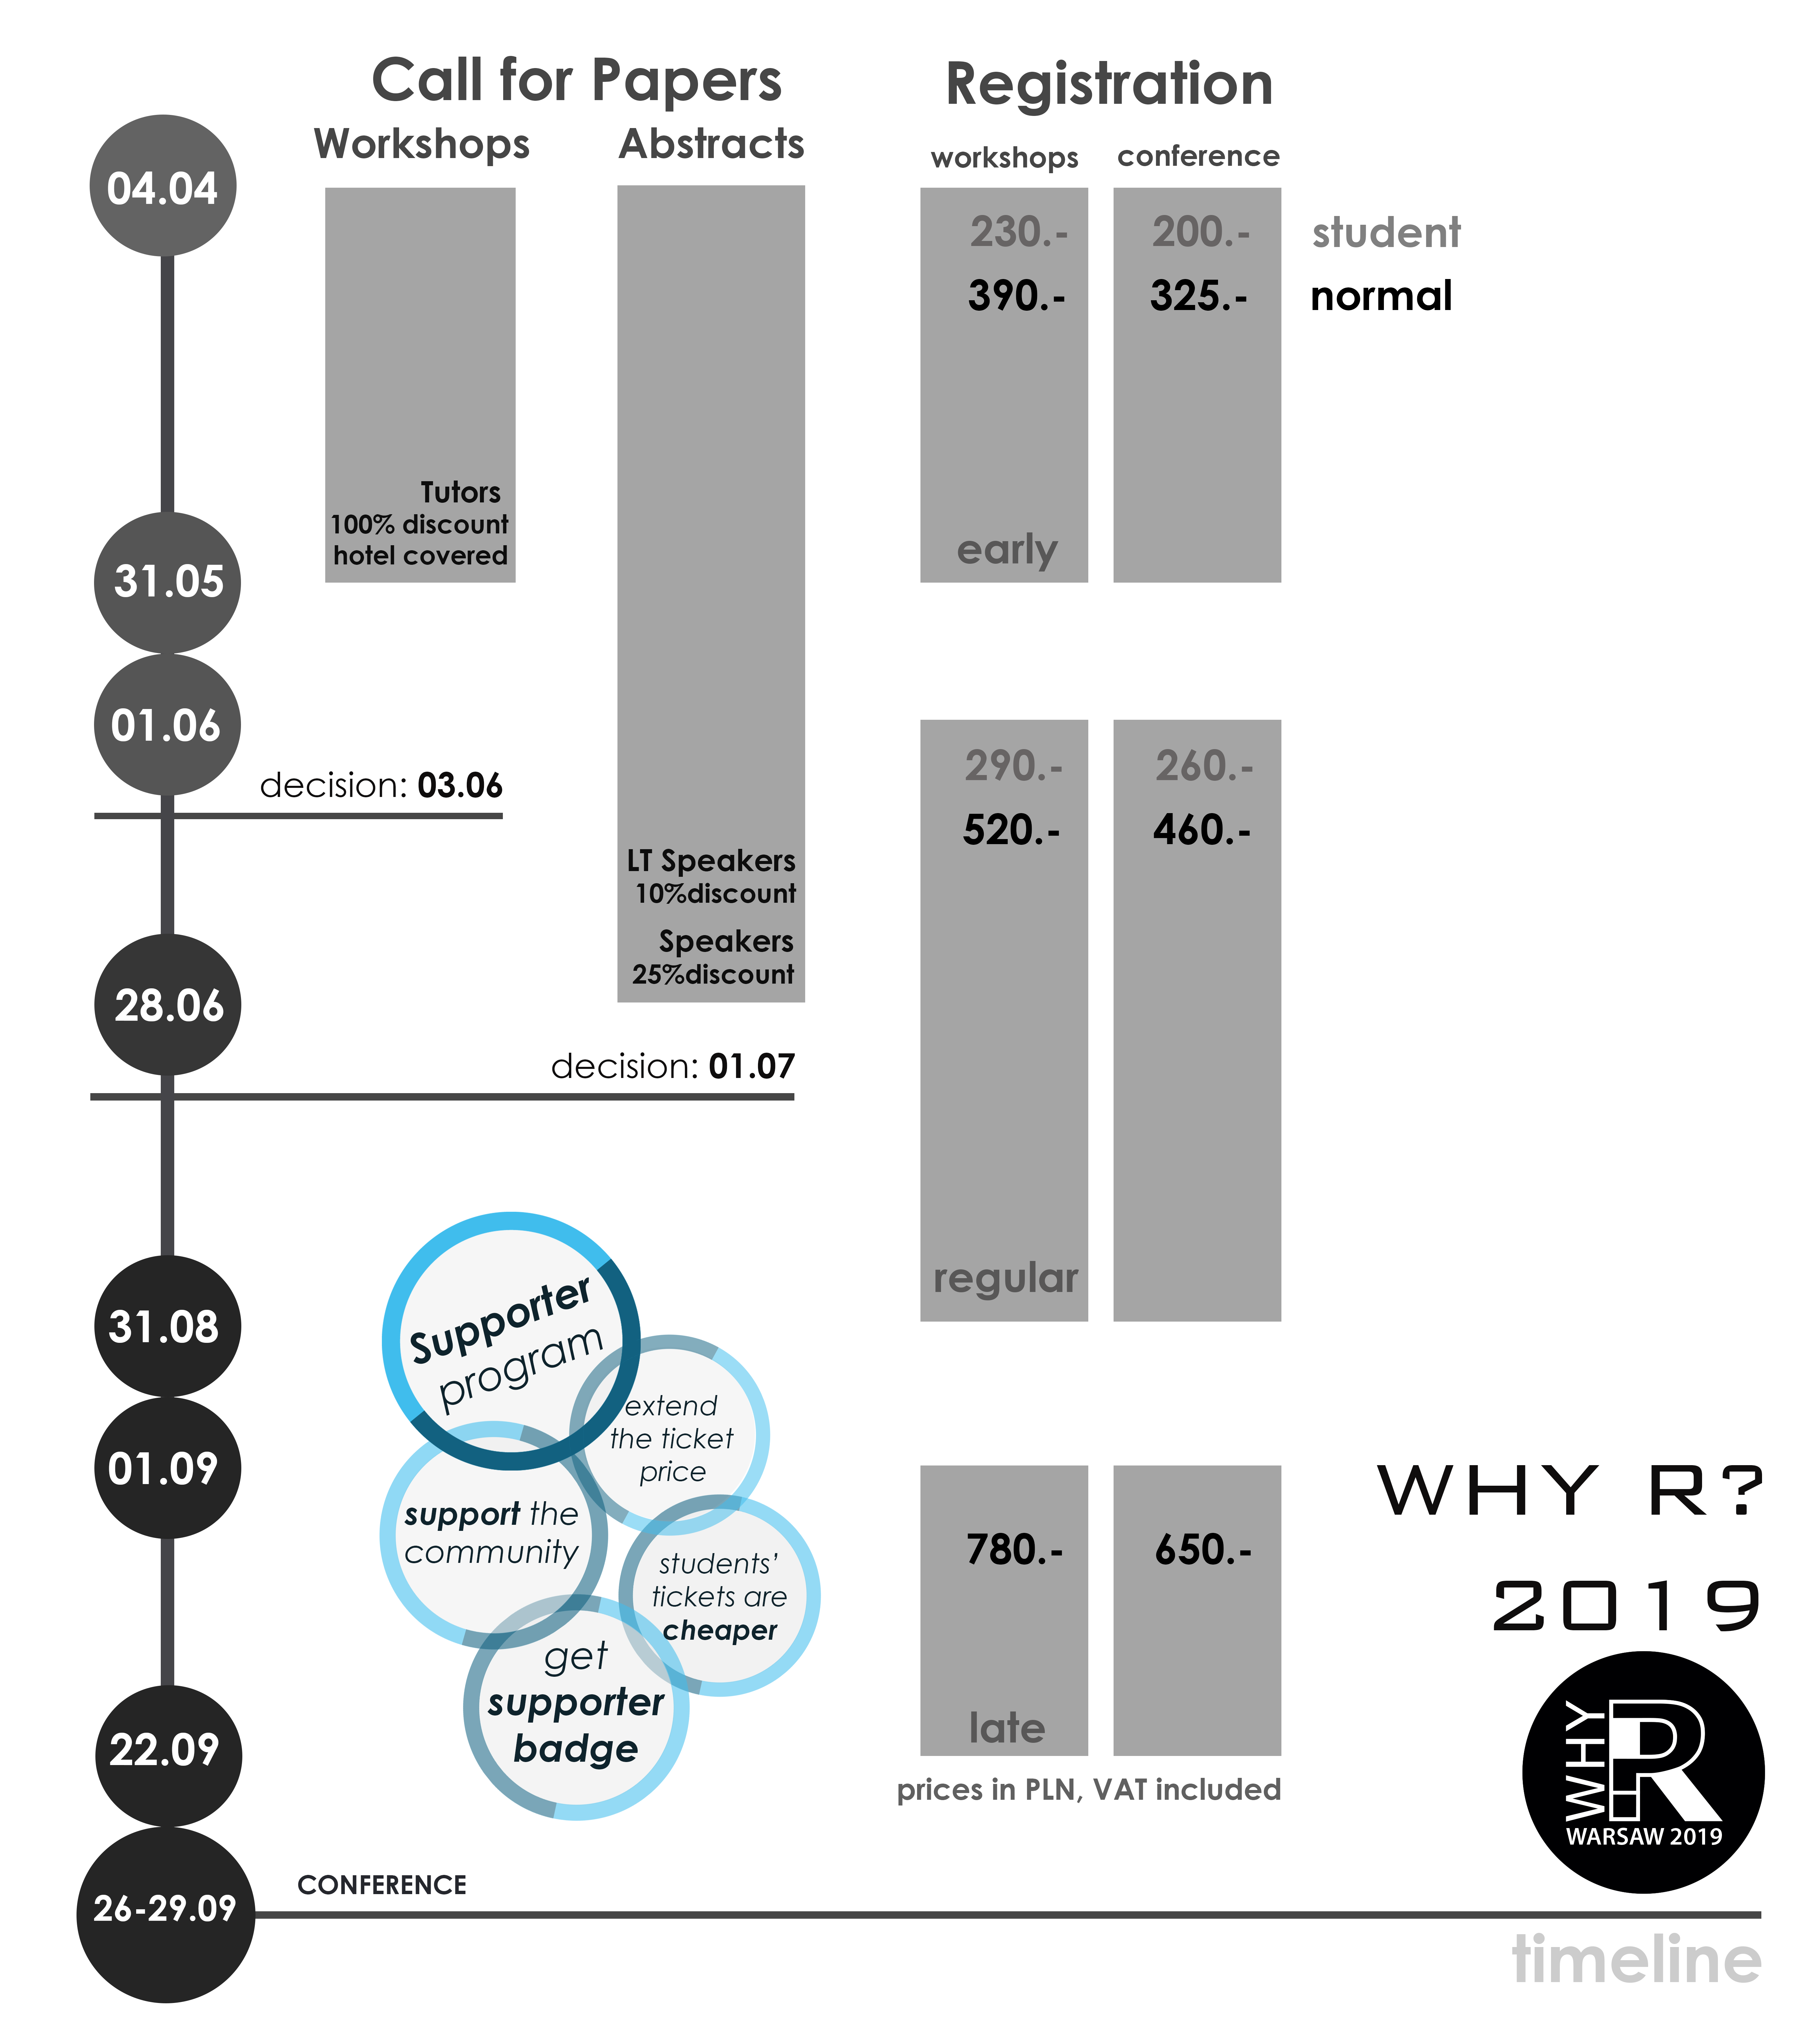 Call for Papers
Registration
Workshops
Abstracts
workshops
conference
04.04
230.-
200.-
student
390.-
325.-
normal
Tutors
100% discount
hotel covered
early
31.05
01.06
290.-
260.-
decision: 03.06
520.-
460.-
LT Speakers
10%discount
Speakers
25%discount
28.06
decision: 01.07
regular
31.08
Supporter
program
extend
the ticket
price
01.09
support the
community
students'
tickets are
cheaper
get
supporter
badge
780.-
650.-
late
22.09
prices in PLN, VAT included
WHY R?
2019
WHY R
WARSAW 2019
CONFERENCE
26-29.09
timeline